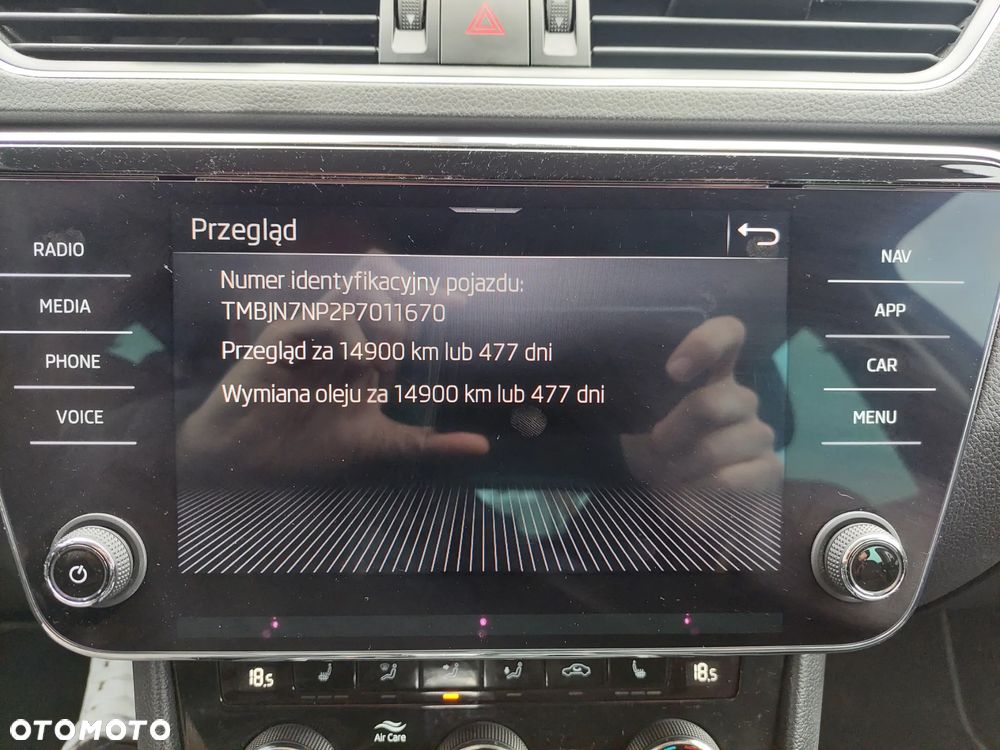 Przegląd
RADIO
MEDIA
PHONE
VOICE
Numer identyfikacyjny pojazdu:
TMBJN7NP2P7011670
Przegląd za 14900 km lub 477 dni
Wymiana oleju za 14900 km lub 477 dni
NAV
APP
CAR
MENU
18.5
18.5
Air Care
OTOMOTO